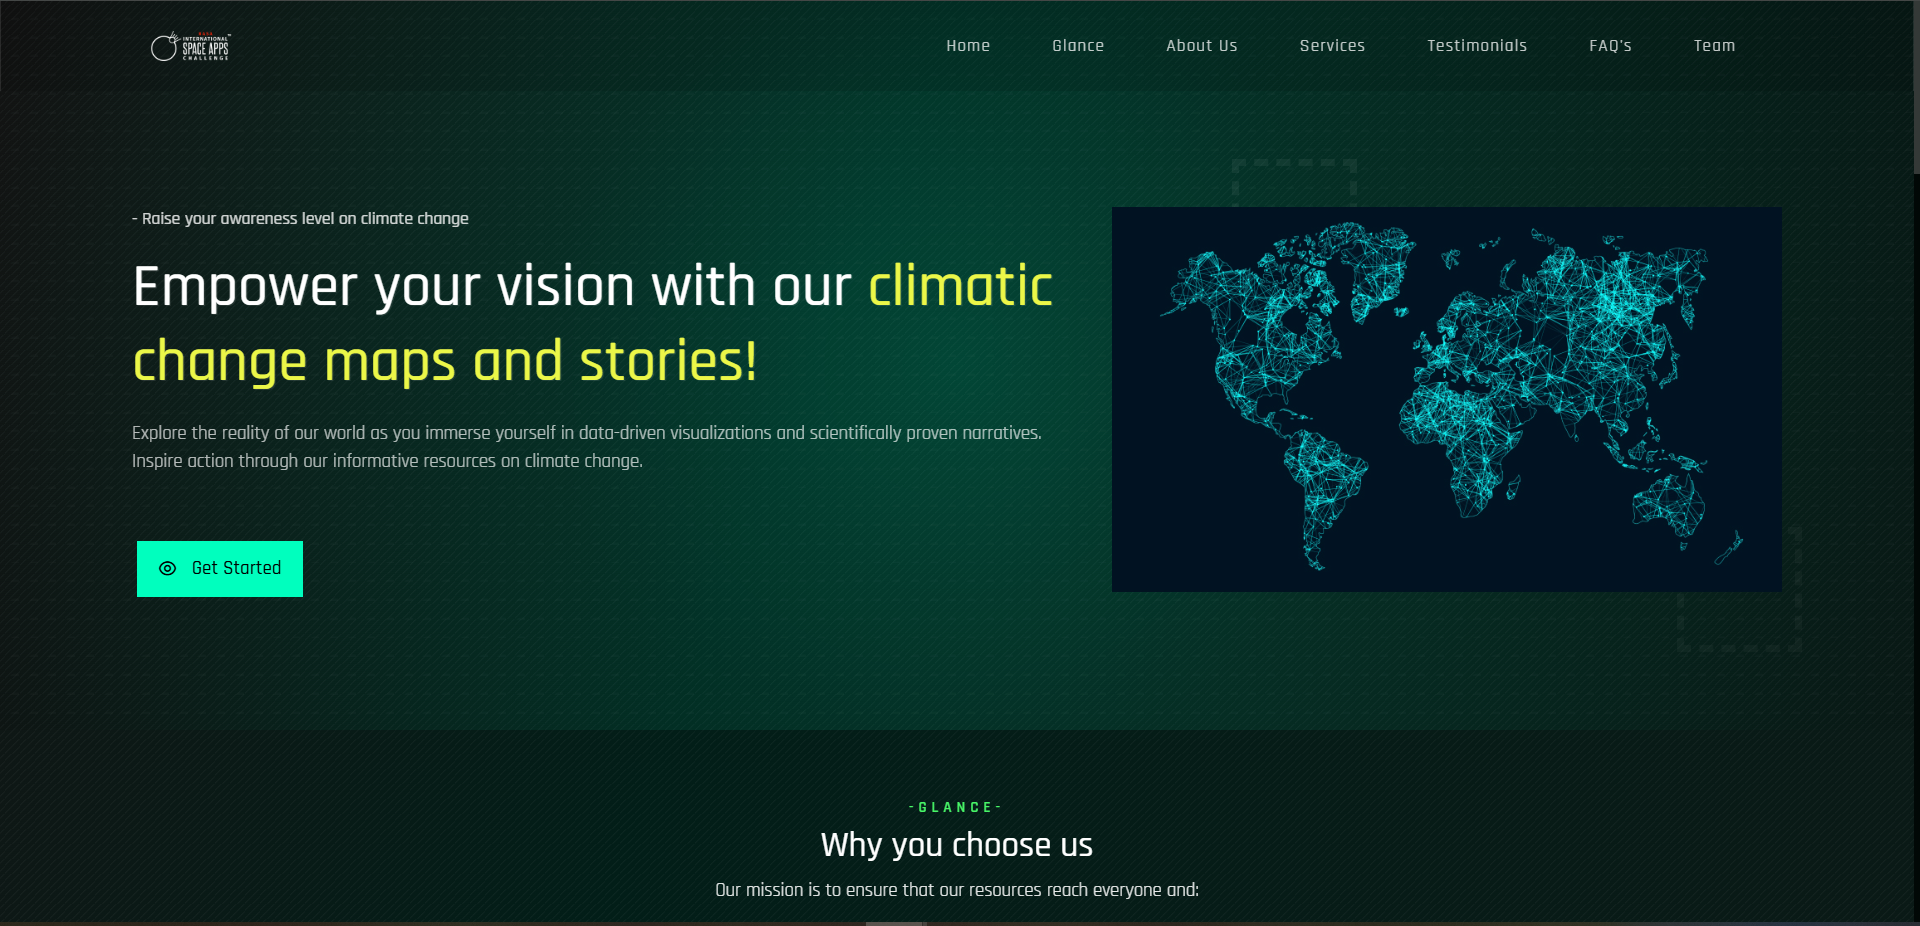 INTERNATIONAL
SPACE APPS
CHALLENGE
Home Glance About Us Services Testimonials FAQ's Team
- Raise your awareness level on climate change
Empower your vision with our climatic
change maps and stories!
Explore the reality of our world as you immerse yourself in data-driven visualizations and scientifically proven narratives.
Inspire action through our informative resources on climate change.
Get Started
-GLANCE-
Why you choose us
Our mission is to ensure that our resources reach everyone and: